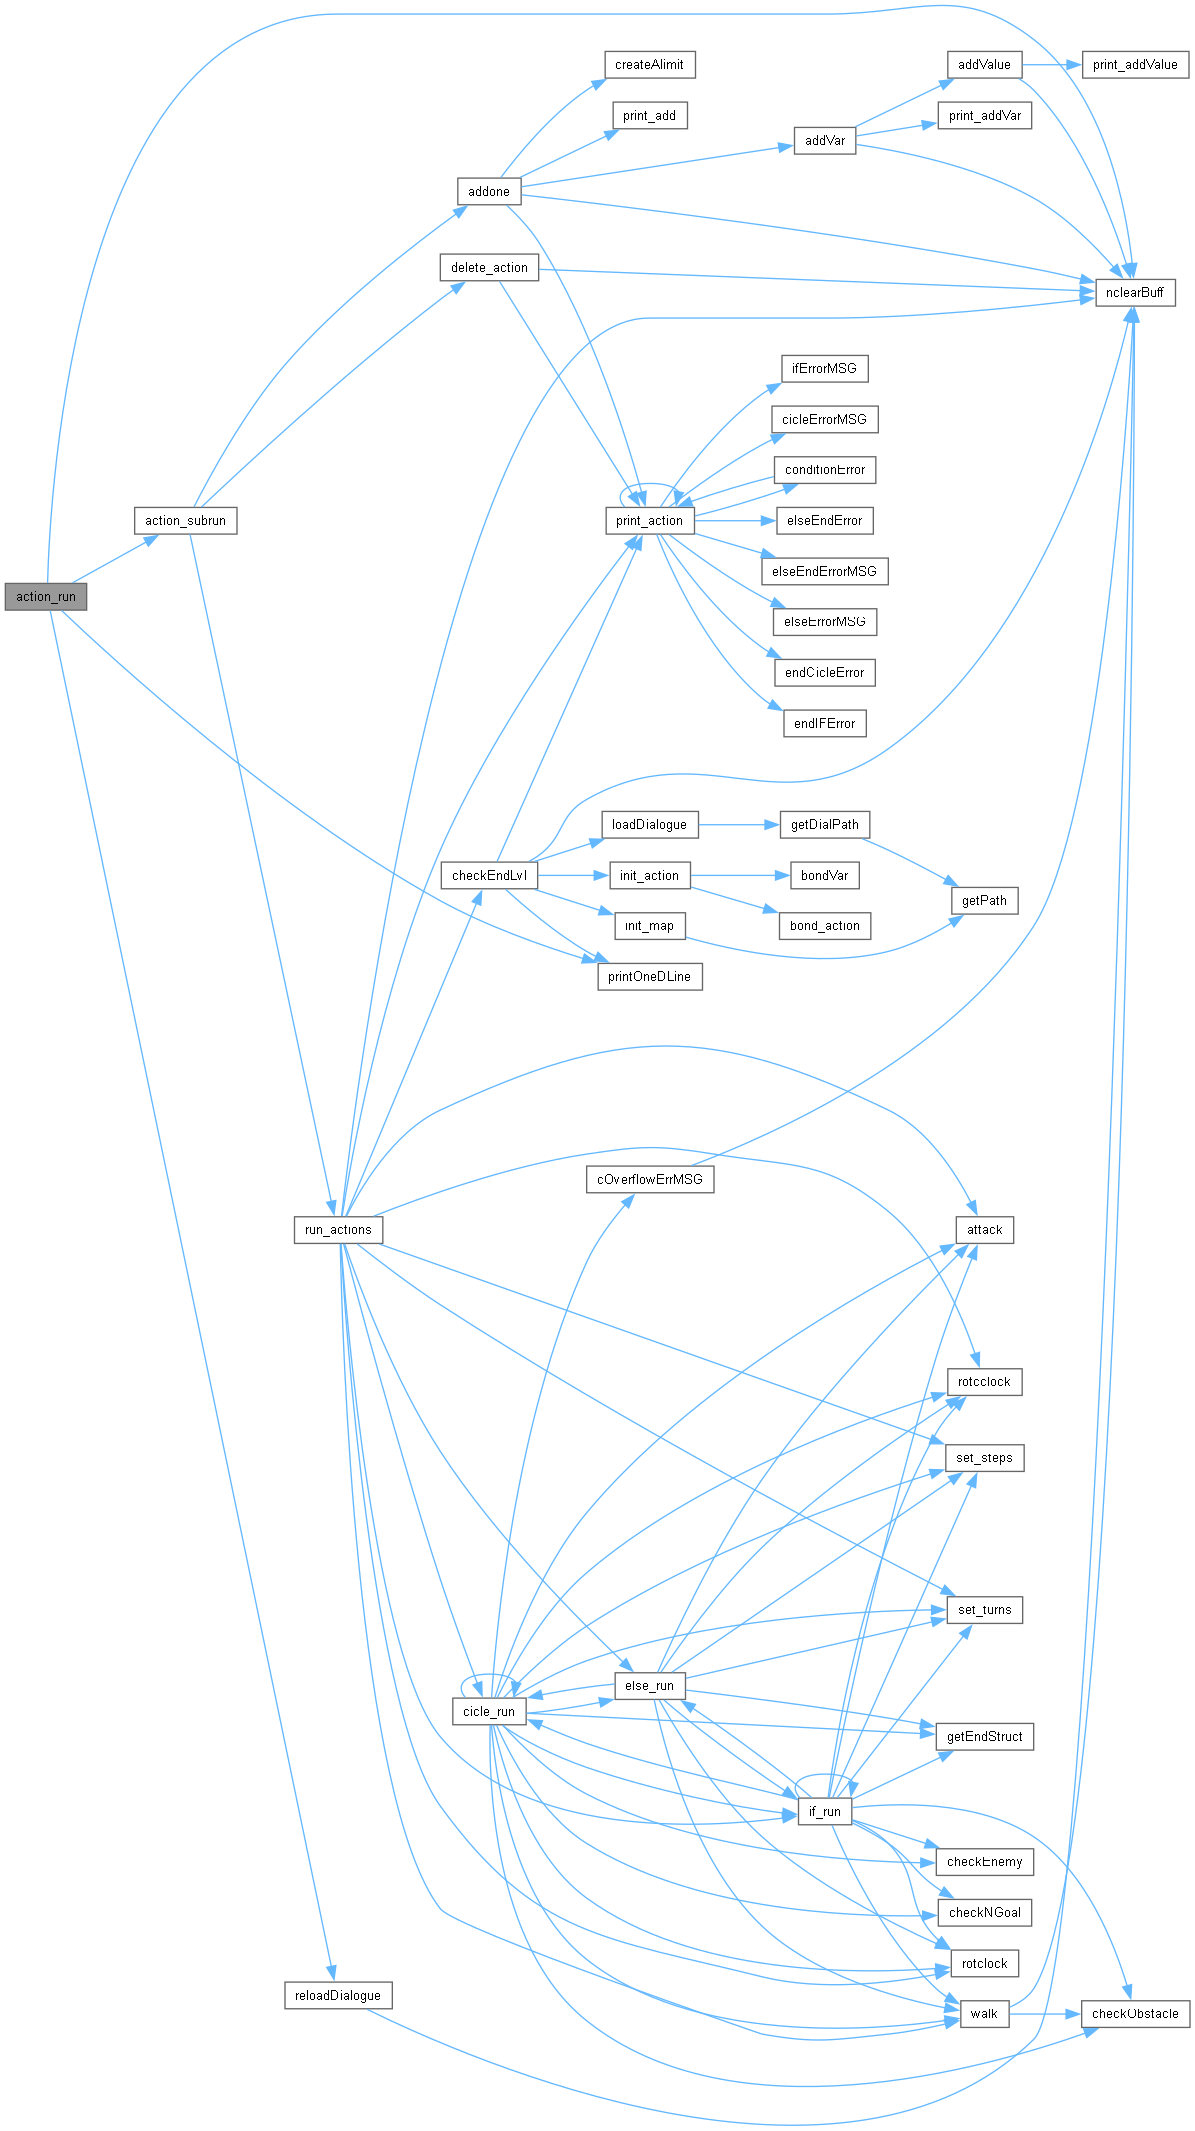 createAlimit
addValue
print_addValue
print_add
print_addVar
addVar
addone
delete_action
nclearBuff
ifErrorMSG
cicleErrorMSG
conditionError
action_subrun
print_action
elseEndError
elseEndErrorMSG
action_run
elseErrorMSG
endCicleError
endIFError
loadDialogue
getDialPath
checkEndLvl
init_action
bondVar
getPath
init_map
bond_action
printOneDLine
cOverflowErrMSG
run_actions
attack
rotcclock
set_steps
set_turns
else_run
cicle_run
getEndStruct
if_run
checkEnemy
checkNGoal
rotclock
reloadDialogue
walk
checkObstacle